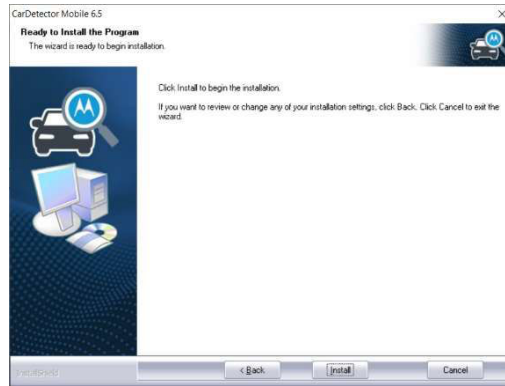 CarDetector Mobile 6.5
Ready to Install the Program
The wizard is ready to begin installation.
Click Install to begin the installation.
If you want to review or change any of your installation settings, click Back. Click Cancel to exit the
wizard.
InstallShield
< Back
Install
Cancel